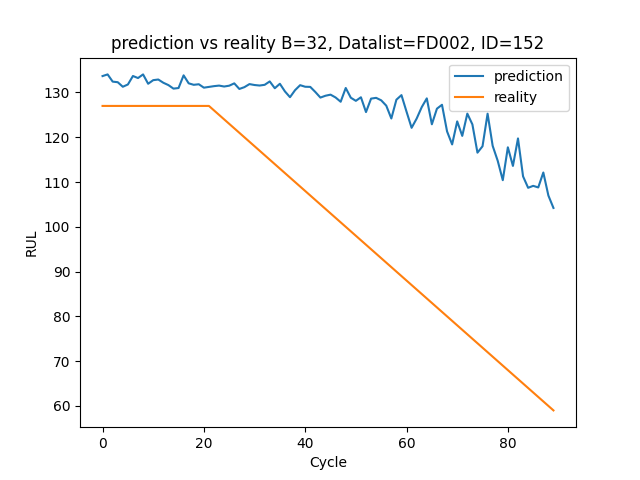 prediction vs reality B=32, Datalist=FD002, ID=152
prediction
reality
RUL
130
120
110
100
90
80
70
60
0 20 40 60 80
Cycle